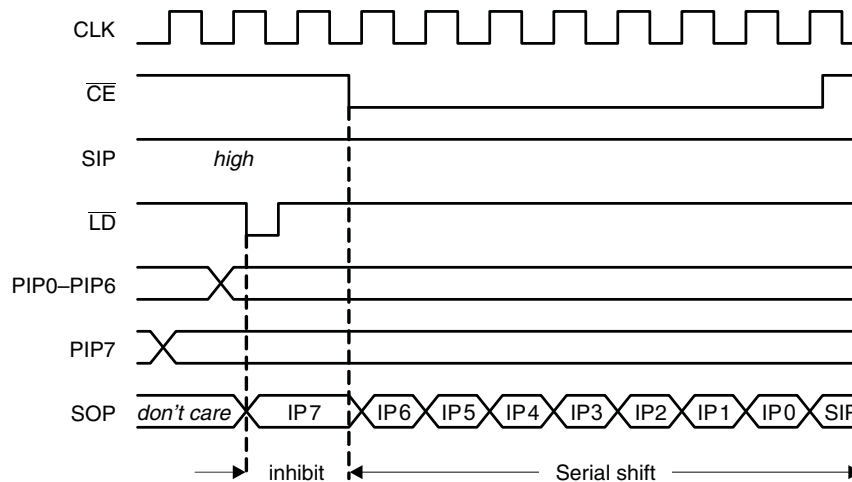 CLK
CE
SIP
high
LD
PIP0–PIP6
PIP7
SOP
don't care IP7 IP6 IP5 IP4 IP3 IP2 IP1 IP0 SIP
inhibit Serial shift